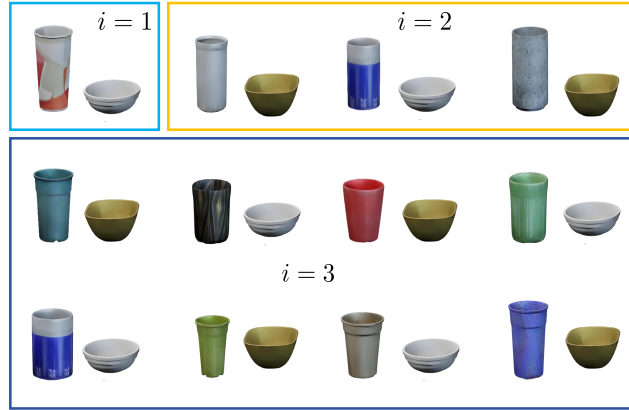 i = 1
i = 2
i = 3